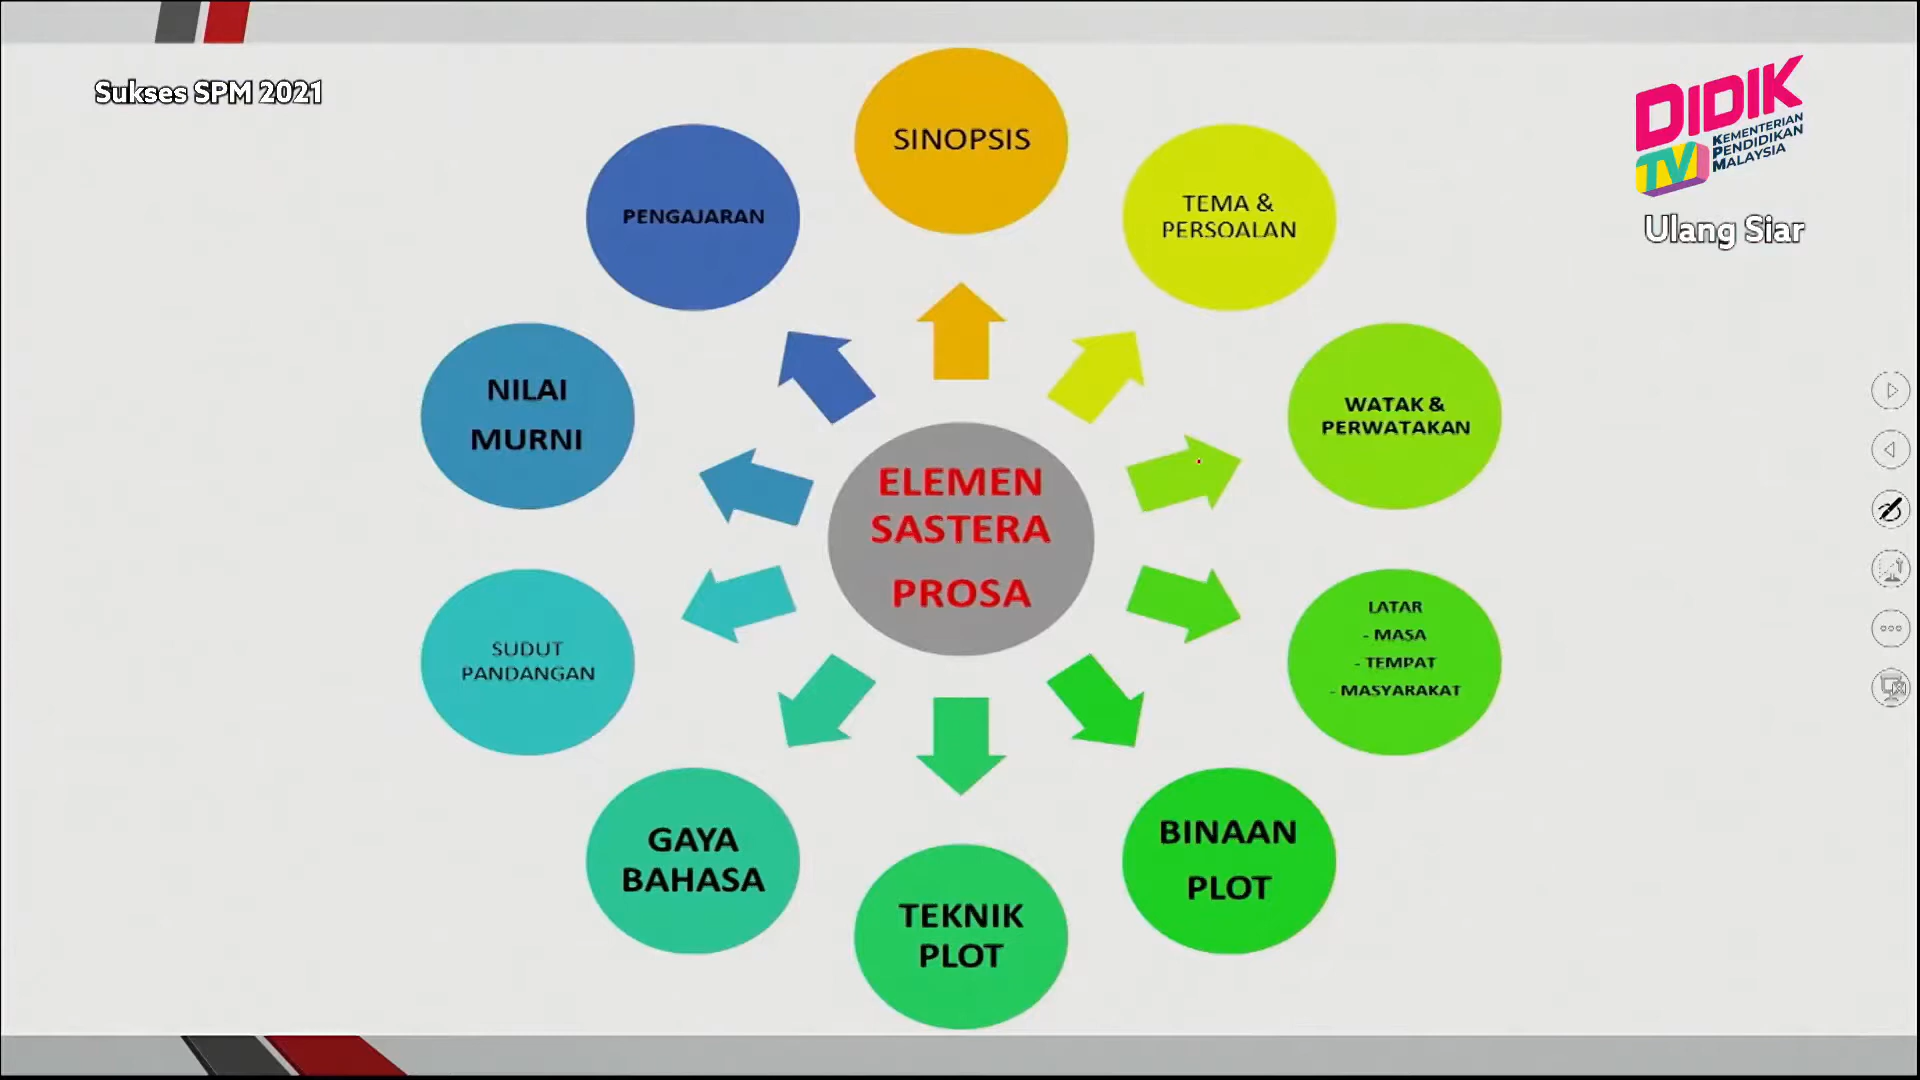 Sukses SPM 2021
DIDIK
TV
KEMENTERIAN
PENDIDIKAN
MALAYSIA
Ulang Siar
SINOPSIS
TEMA &
PERSOALAN
WATAK &
PERWATAKAN
LATAR
- MASA
- TEMPAT
- MASYARAKAT
BINAAN
PLOT
TEKNIK
PLOT
GAYA
BAHASA
SUDUT
PANDANGAN
NILAI
MURNI
PENGAJARAN
ELEMEN
SASTERA
PROSA